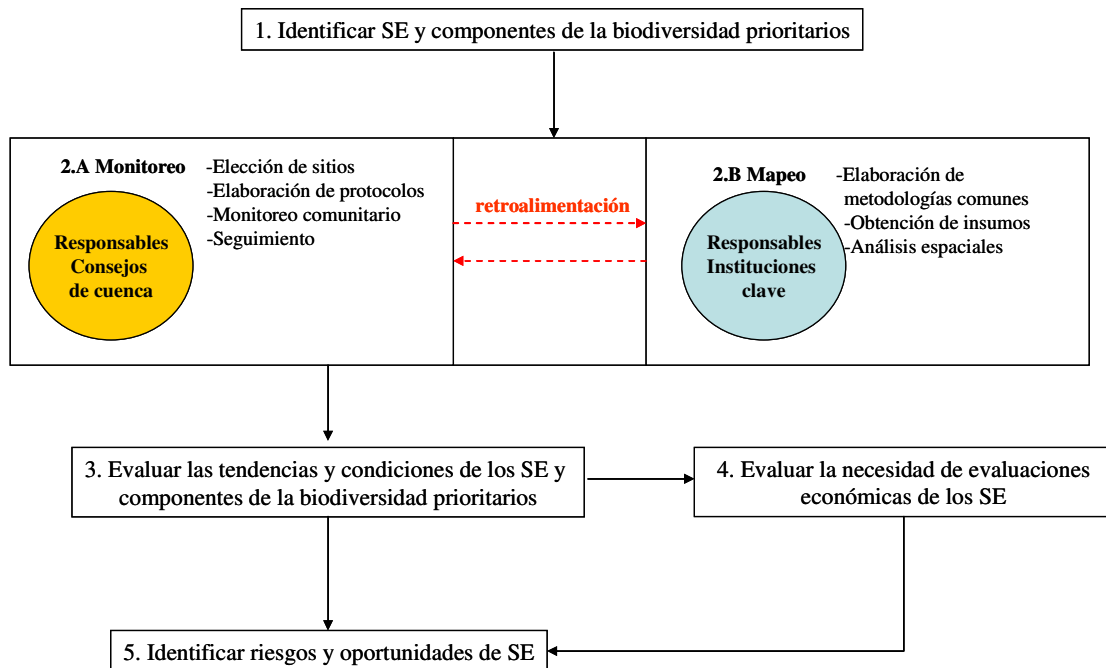 1. Identificar SE y componentes de la biodiversidad prioritarios
2.A Monitoreo
-Elección de sitios
-Elaboración de protocolos
-Monitoreo comunitario
-Seguimiento
Responsables
Consejos
de cuenca
retroalimentación
2.B Mapeo
-Elaboración de
metodologías comunes
-Obtención de insumos
-Análisis espaciales
Responsables
Instituciones
clave
3. Evaluar las tendencias y condiciones de los SE y
componentes de la biodiversidad prioritarios
4. Evaluar la necesidad de evaluaciones
económicas de los SE
5. Identificar riesgos y oportunidades de SE